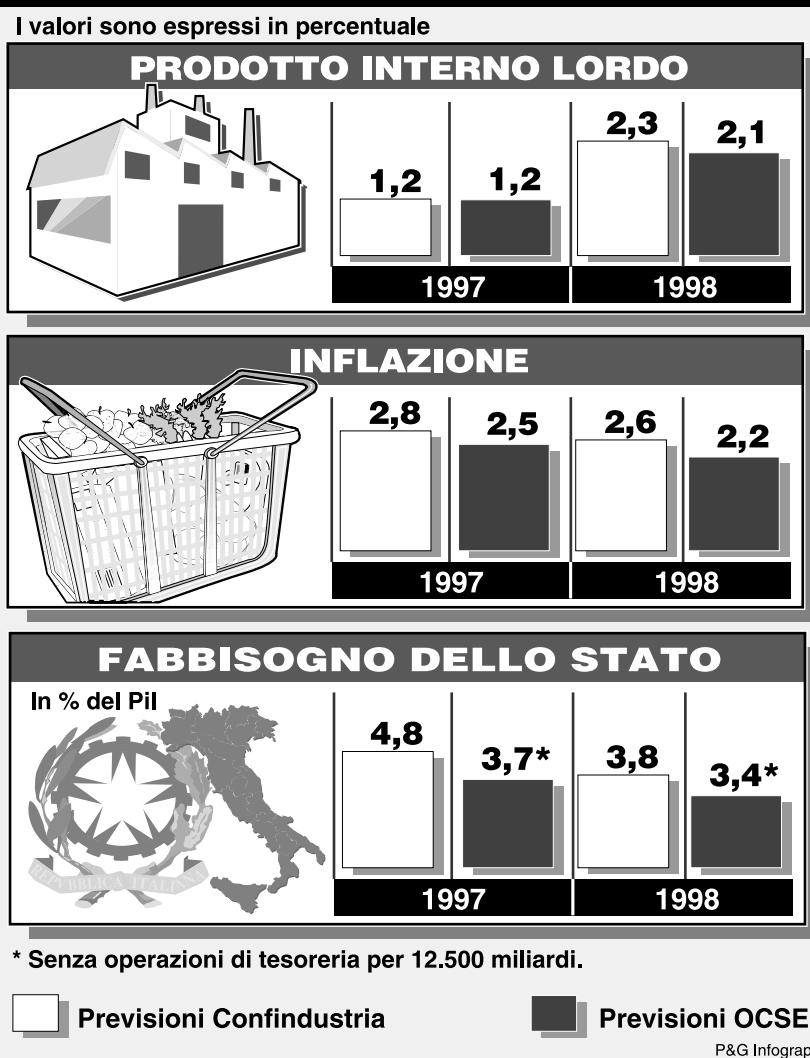 I valori sono espressi in percentuale
PRODOTTO INTERNO LORDO
1,2 1,2 2,3 2,1
1997 1998
INFLAZIONE
2,8 2,5 2,6 2,2
1997 1998
FABBISOGNO DELLO STATO
In % del Pil
4,8 3,7* 3,8 3,4*
REPVBBLICA ITALIANA
1997 1998
* Senza operazioni di tesoreria per 12.500 miliardi.
Previsioni Confindustria Previsioni OCSE
P&G Infograp